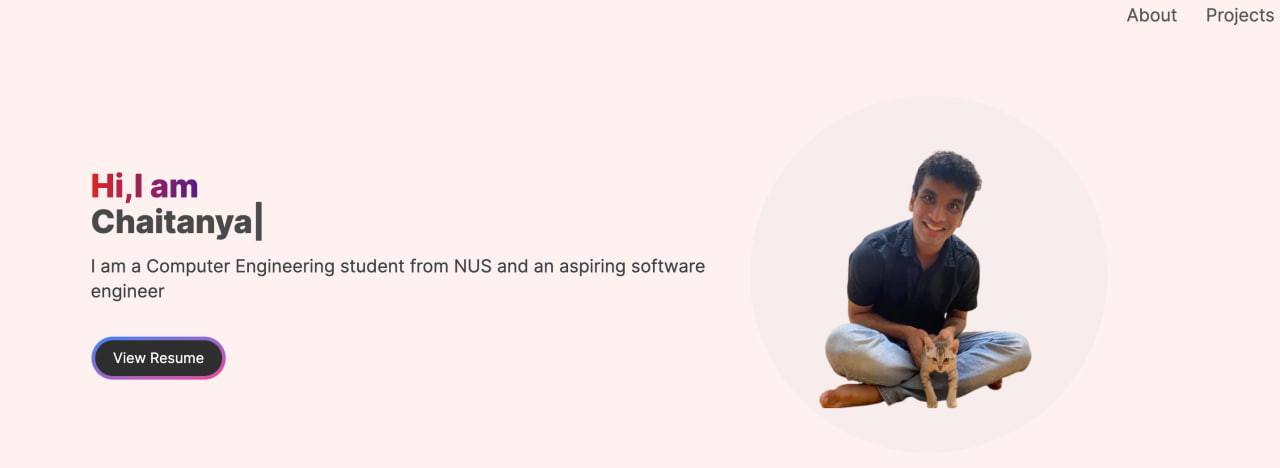 About Projects
Hi,I am
Chaitanya|
I am a Computer Engineering student from NUS and an aspiring software
engineer
View Resume